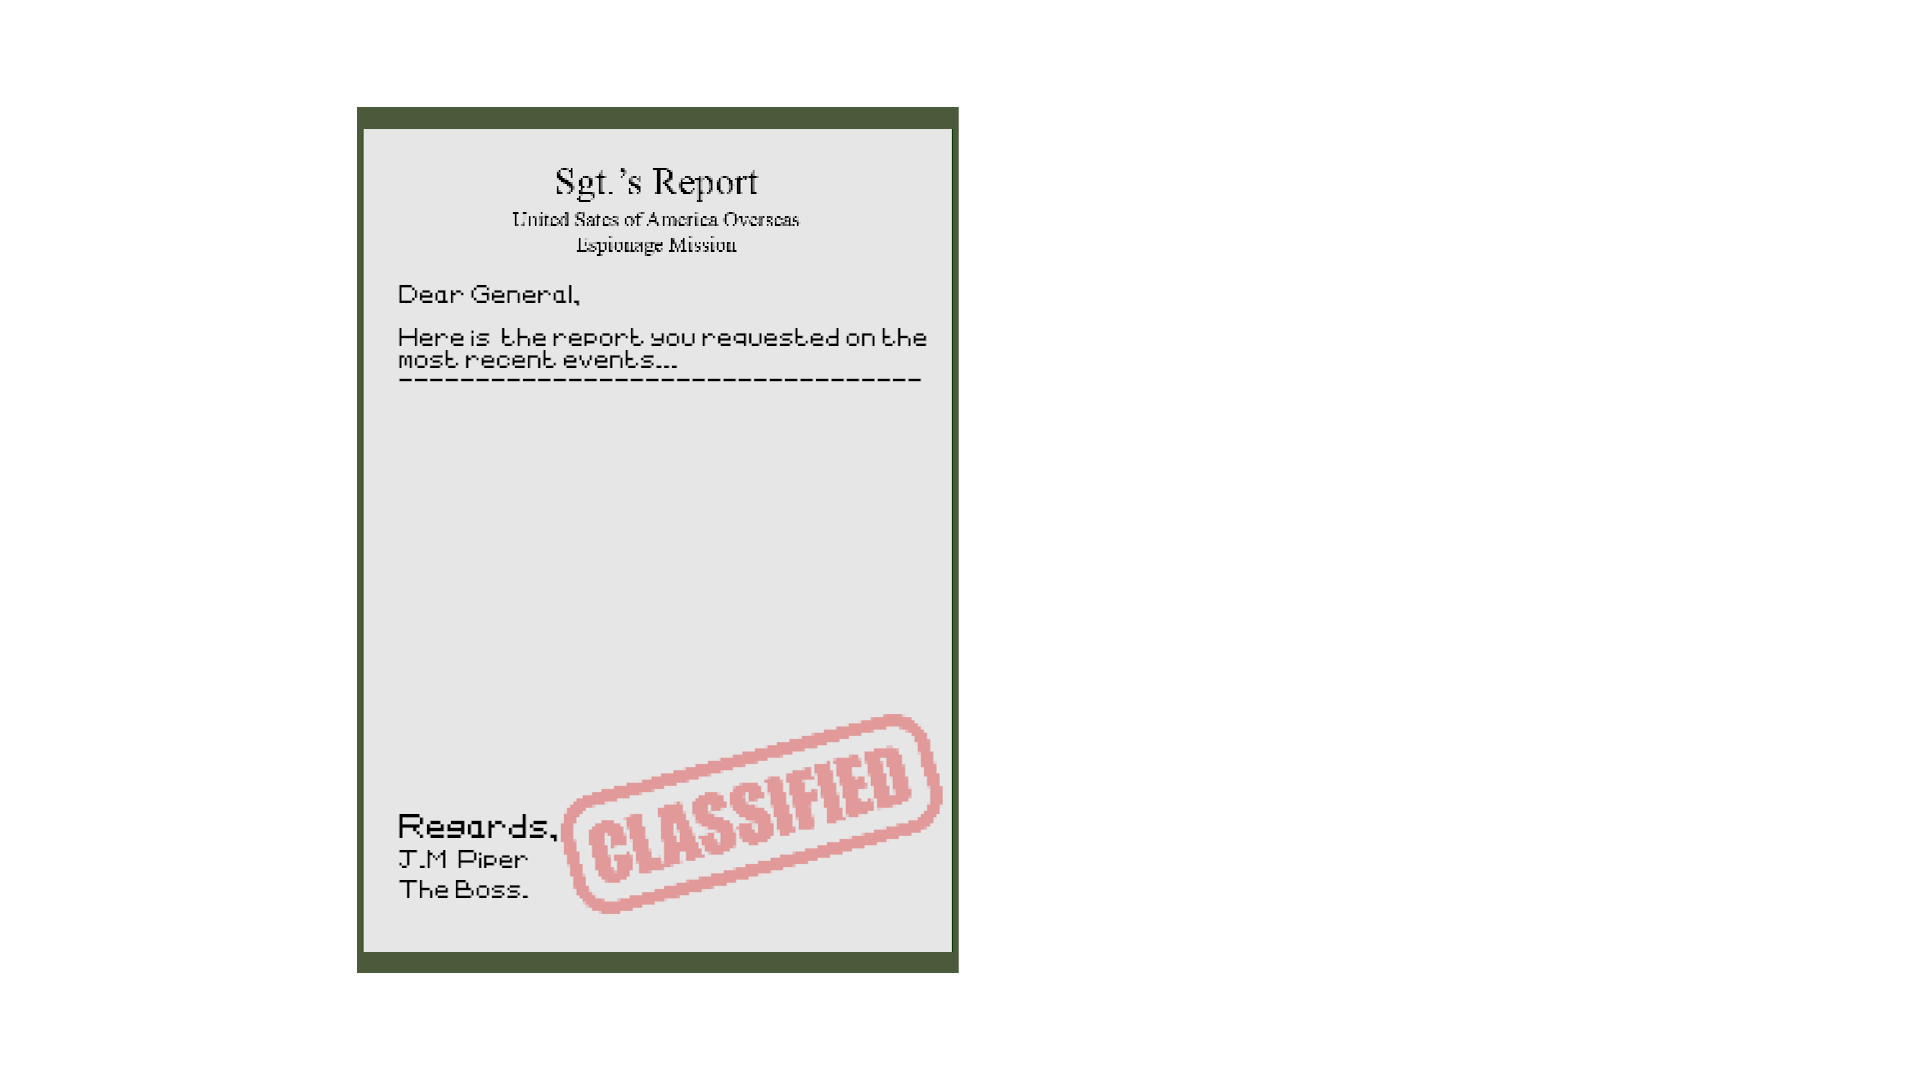 Sgt.’s Report
United Sates of America Overseas
Espionage Mission
Dear General,
Here is the report you requested on the
most recent events...
----------------------------------
Regards,
J.M Piper
The Boss.
CLASSIFIED